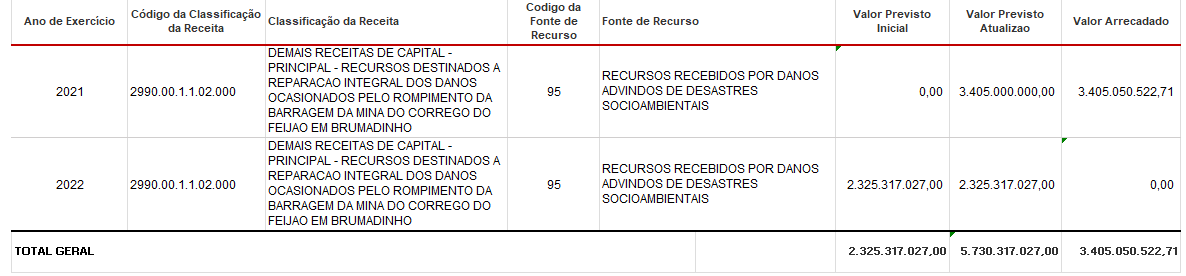 Ano de Exercício
Código da Classificação
da Receita
Classificação da Receita
Codigo da
Fonte de
Recurso
Fonte de Recurso
Valor Previsto
Inicial
Valor Previsto
Atualizao
Valor Arrecadado
2021
2990.00.1.1.02.000
DEMAIS RECEITAS DE CAPITAL -
PRINCIPAL - RECURSOS DESTINADOS A
REPARACAO INTEGRAL DOS DANOS
OCASIONADOS PELO ROMPIMENTO DA
BARRAGEM DA MINA DO CORREGO DO
FEIJAO EM BRUMADINHO
95
RECURSOS RECEBIDOS POR DANOS
ADVINDOS DE DESASTRES
SOCIOAMBIENTAIS
0,00
3.405.000.000,00
3.405.050.522,71
2022
2990.00.1.1.02.000
DEMAIS RECEITAS DE CAPITAL -
PRINCIPAL - RECURSOS DESTINADOS A
REPARACAO INTEGRAL DOS DANOS
OCASIONADOS PELO ROMPIMENTO DA
BARRAGEM DA MINA DO CORREGO DO
FEIJAO EM BRUMADINHO
95
RECURSOS RECEBIDOS POR DANOS
ADVINDOS DE DESASTRES
SOCIOAMBIENTAIS
2.325.317.027,00
2.325.317.027,00
0,00
TOTAL GERAL
2.325.317.027,00
5.730.317.027,00
3.405.050.522,71